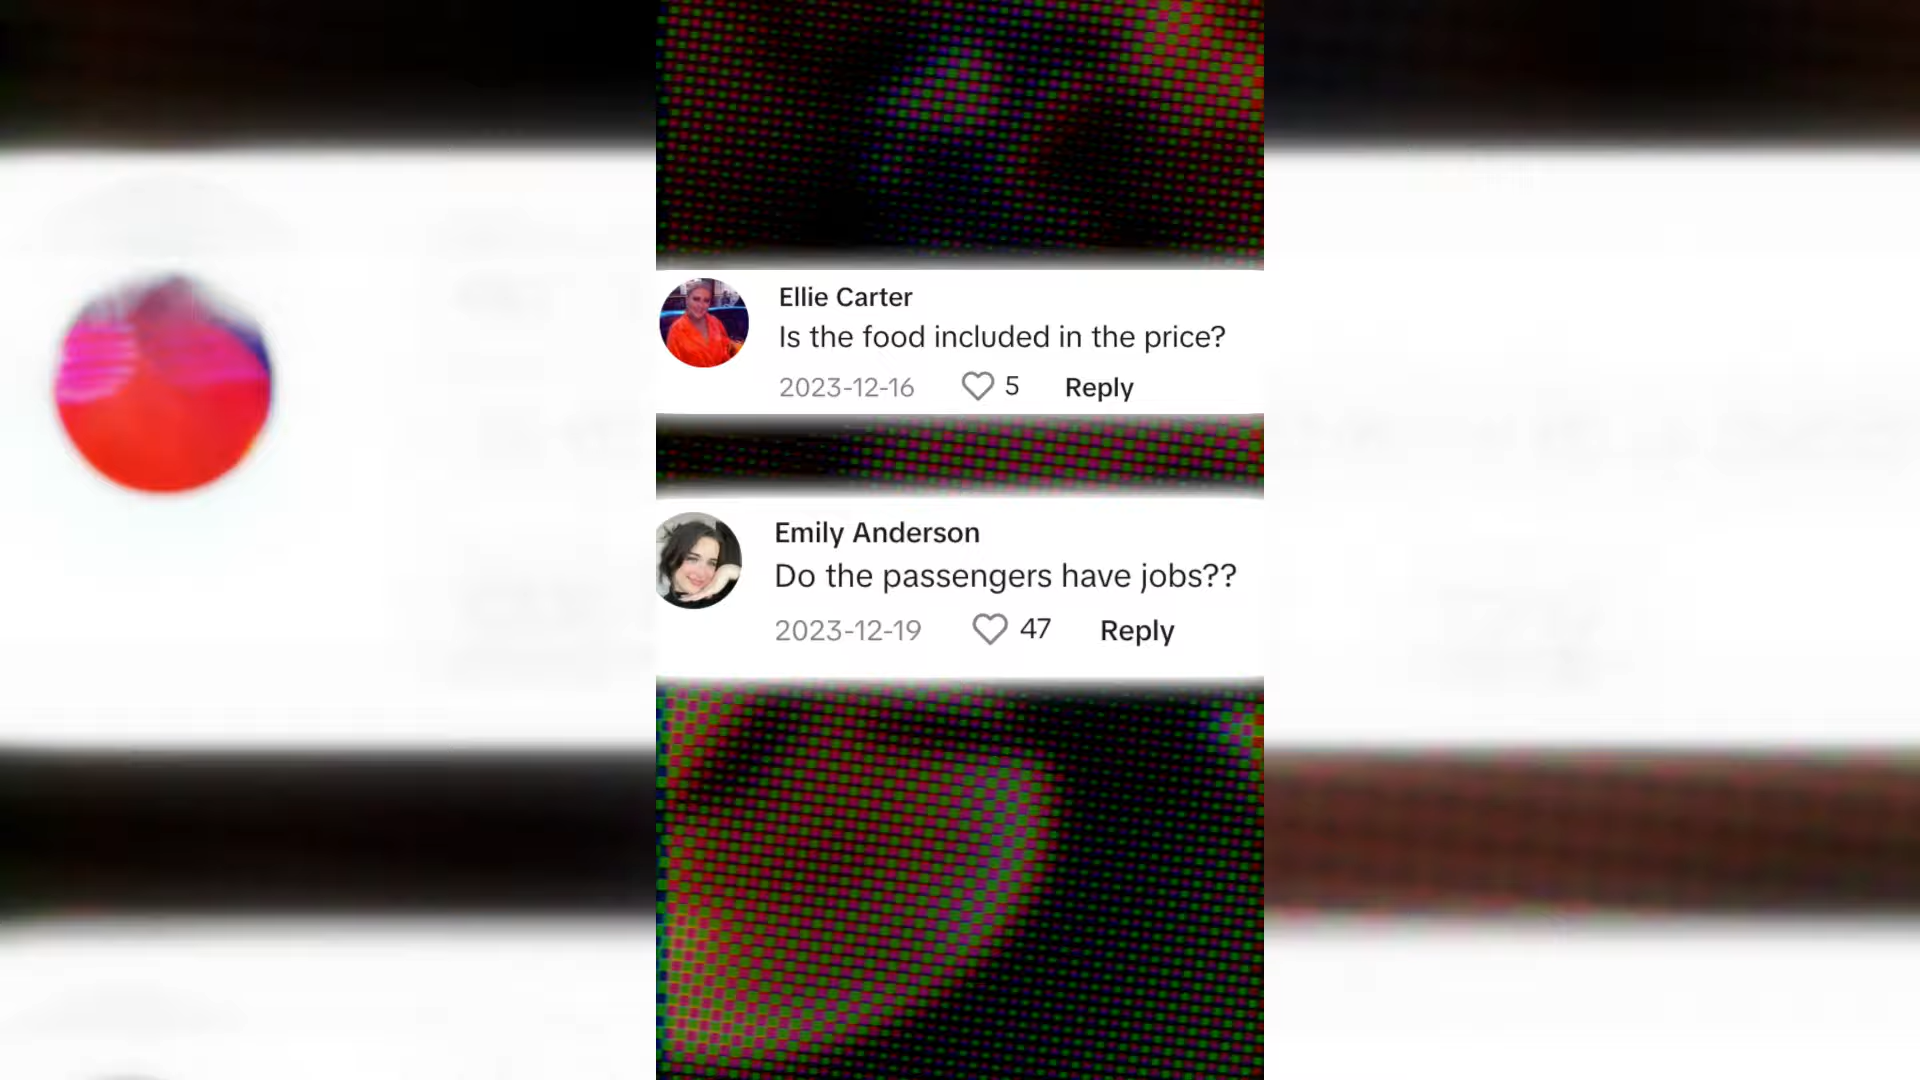 Ellie Carter
Is the food included in the price?
2023-12-16 5 Reply
Emily Anderson
Do the passengers have jobs??
2023-12-19 47 Reply